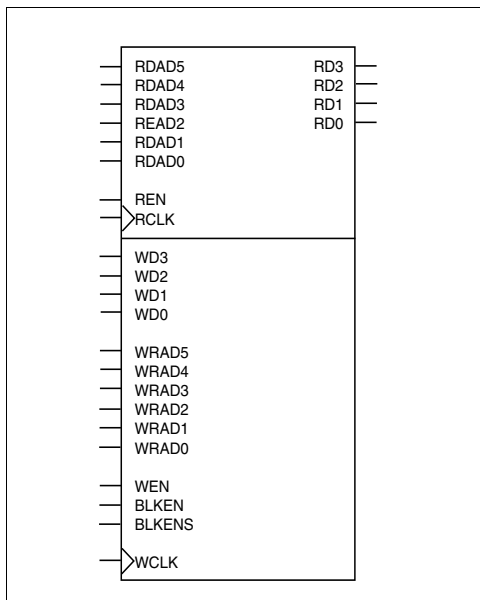 RDAD5 RD3
RDAD4 RD2
RDAD3 RD1
READ2 RD0
RDAD1
RDAD0
REN
RCLK
WD3
WD2
WD1
WD0
WRAD5
WRAD4
WRAD3
WRAD2
WRAD1
WRAD0
WEN
BLKEN
BLKENS
WCLK